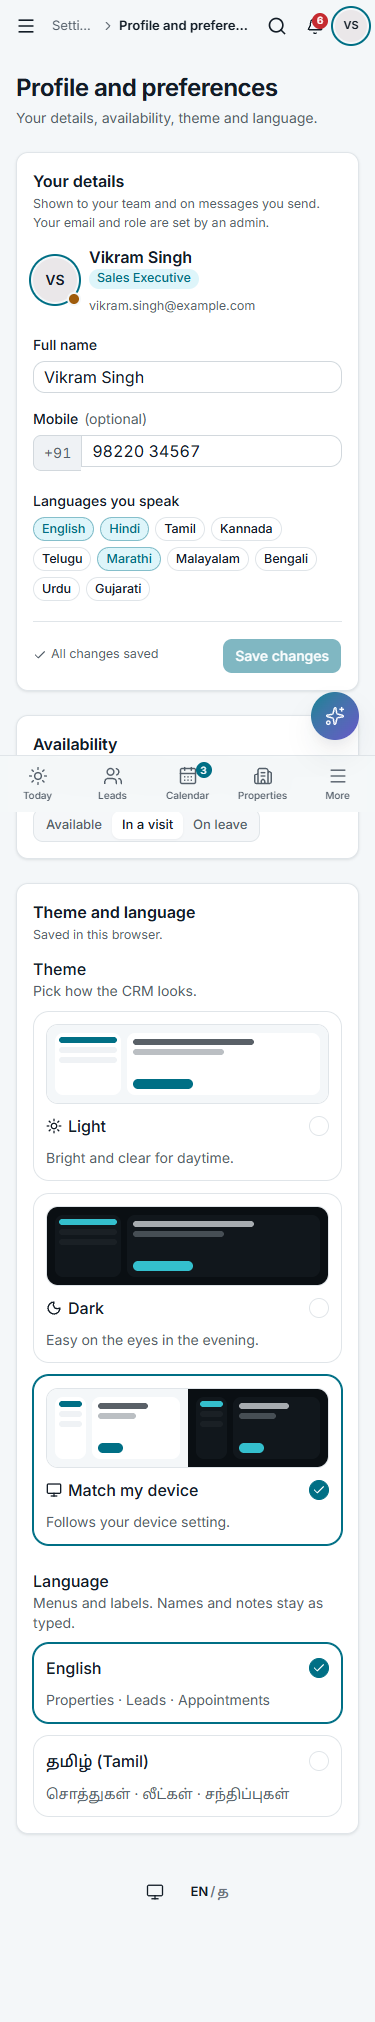 Setti... > Profile and prefere...
6
VS
Profile and preferences
Your details, availability, theme and language.
Your details
Shown to your team and on messages you send.
Your email and role are set by an admin.
VS
Vikram Singh
Sales Executive
vikram.singh@example.com
Full name
Vikram Singh
Mobile (optional)
+91 98220 34567
Languages you speak
English Hindi Tamil Kannada
Telugu Marathi Malayalam Bengali
Urdu Gujarati
All changes saved
Save changes
Availability
3
Today Leads Calendar Properties More
Available In a visit On leave
Theme and language
Saved in this browser.
Theme
Pick how the CRM looks.
Light
Bright and clear for daytime.
Dark
Easy on the eyes in the evening.
Match my device
Follows your device setting.
Language
Menus and labels. Names and notes stay as
typed.
English
Properties · Leads · Appointments
தமிழ் (Tamil)
சொத்துகள் · லீட்கள் · சந்திப்புகள்
EN / த